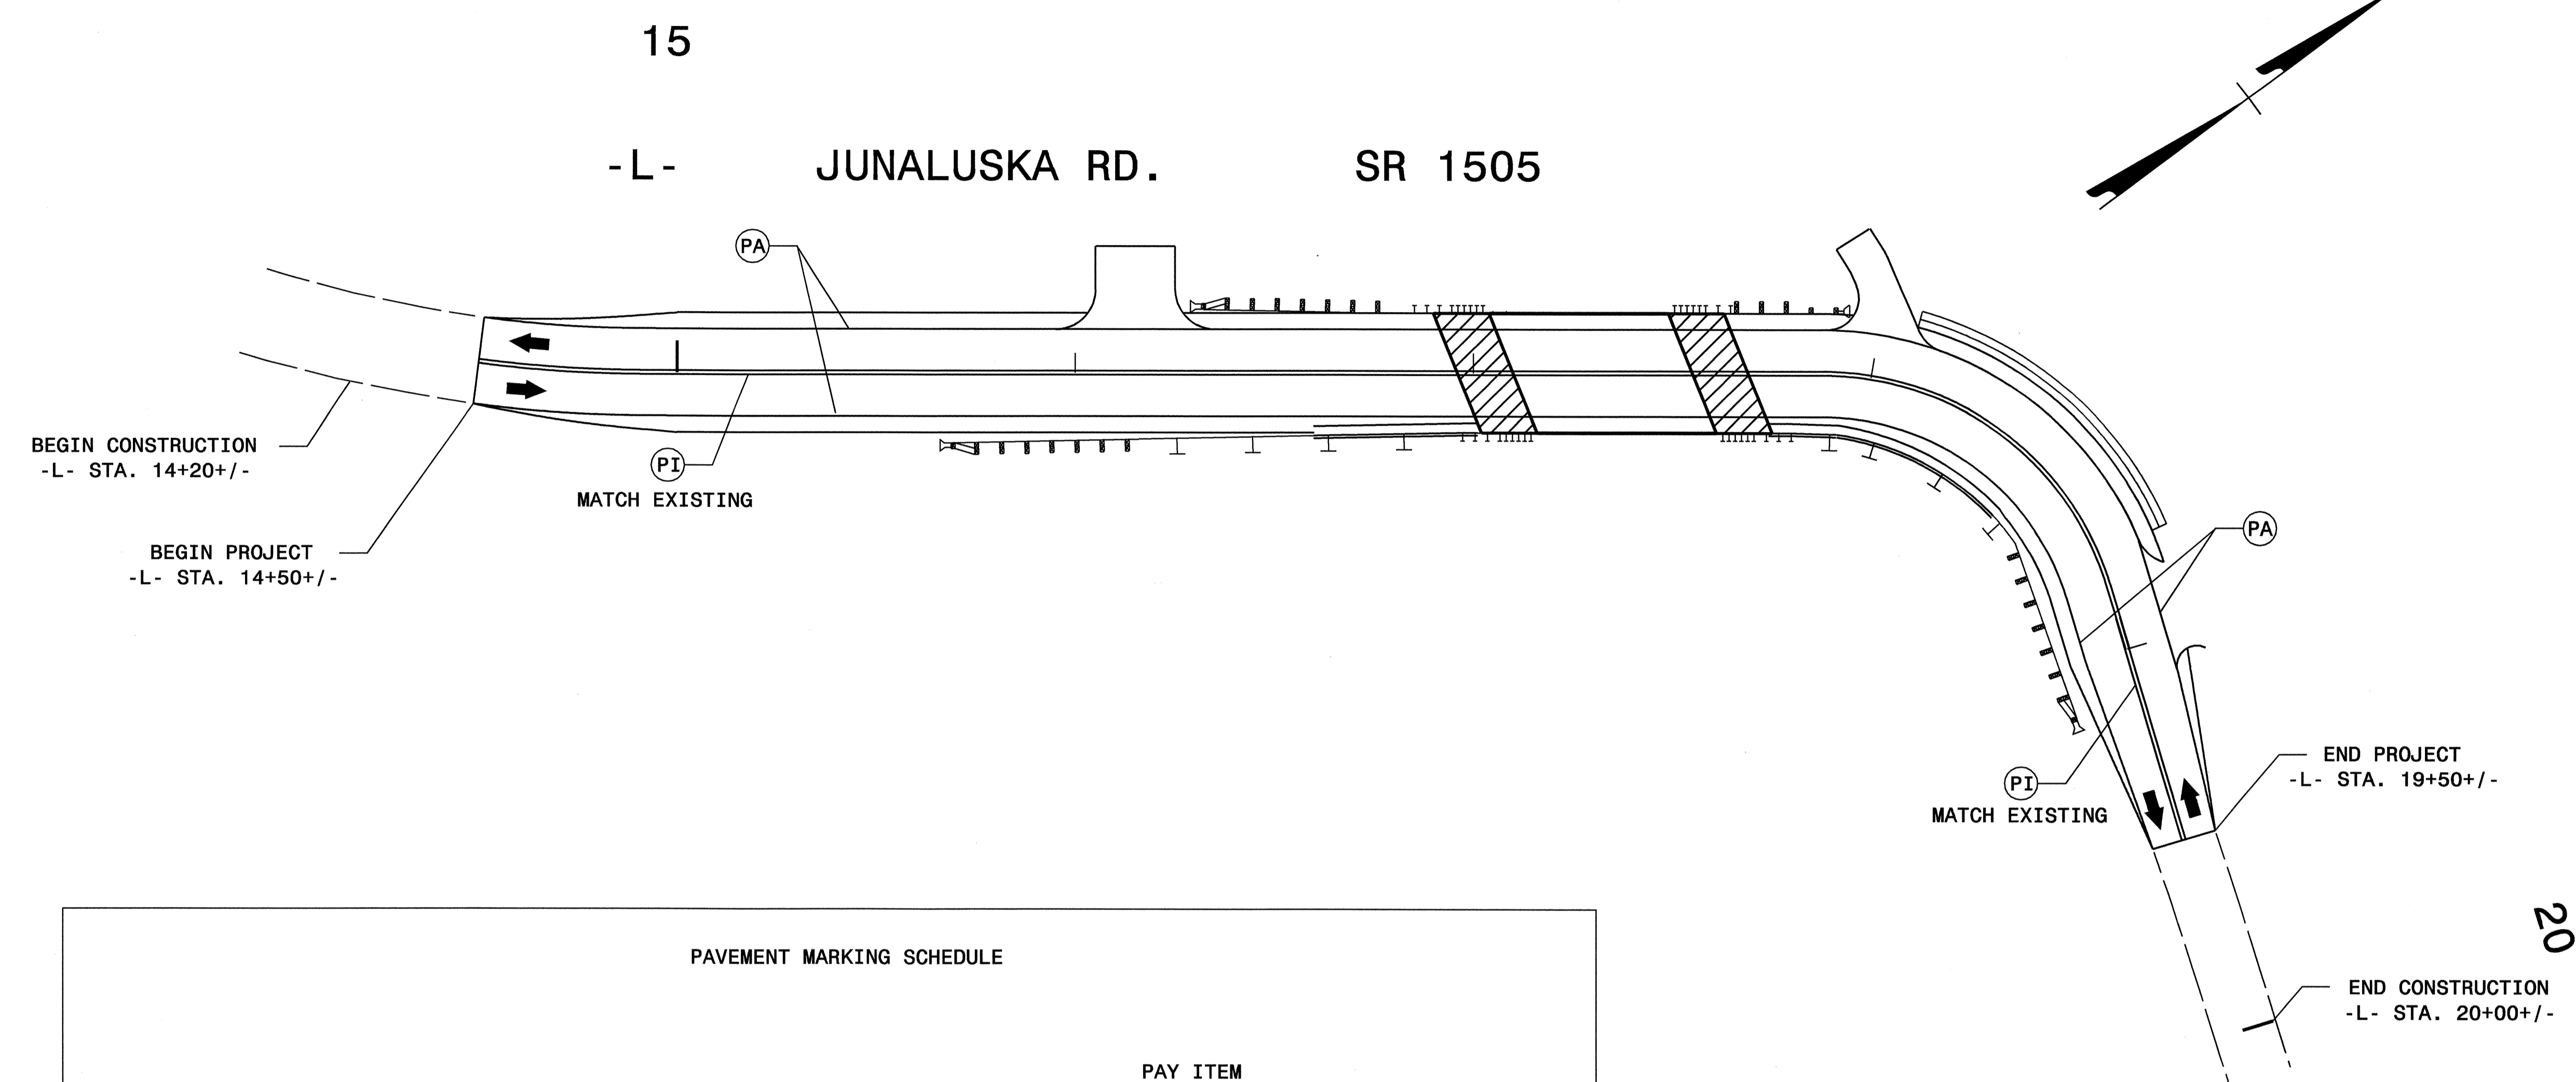 15
-L- JUNALUSKA RD. SR 1505
PA
BEGIN CONSTRUCTION
-L- STA. 14+20+/-
PI
MATCH EXISTING
BEGIN PROJECT
-L- STA. 14+50+/-
PA
END PROJECT
-L- STA. 19+50+/-
PI
MATCH EXISTING
20
END CONSTRUCTION
-L- STA. 20+00+/-
PAVEMENT MARKING SCHEDULE
PAY ITEM